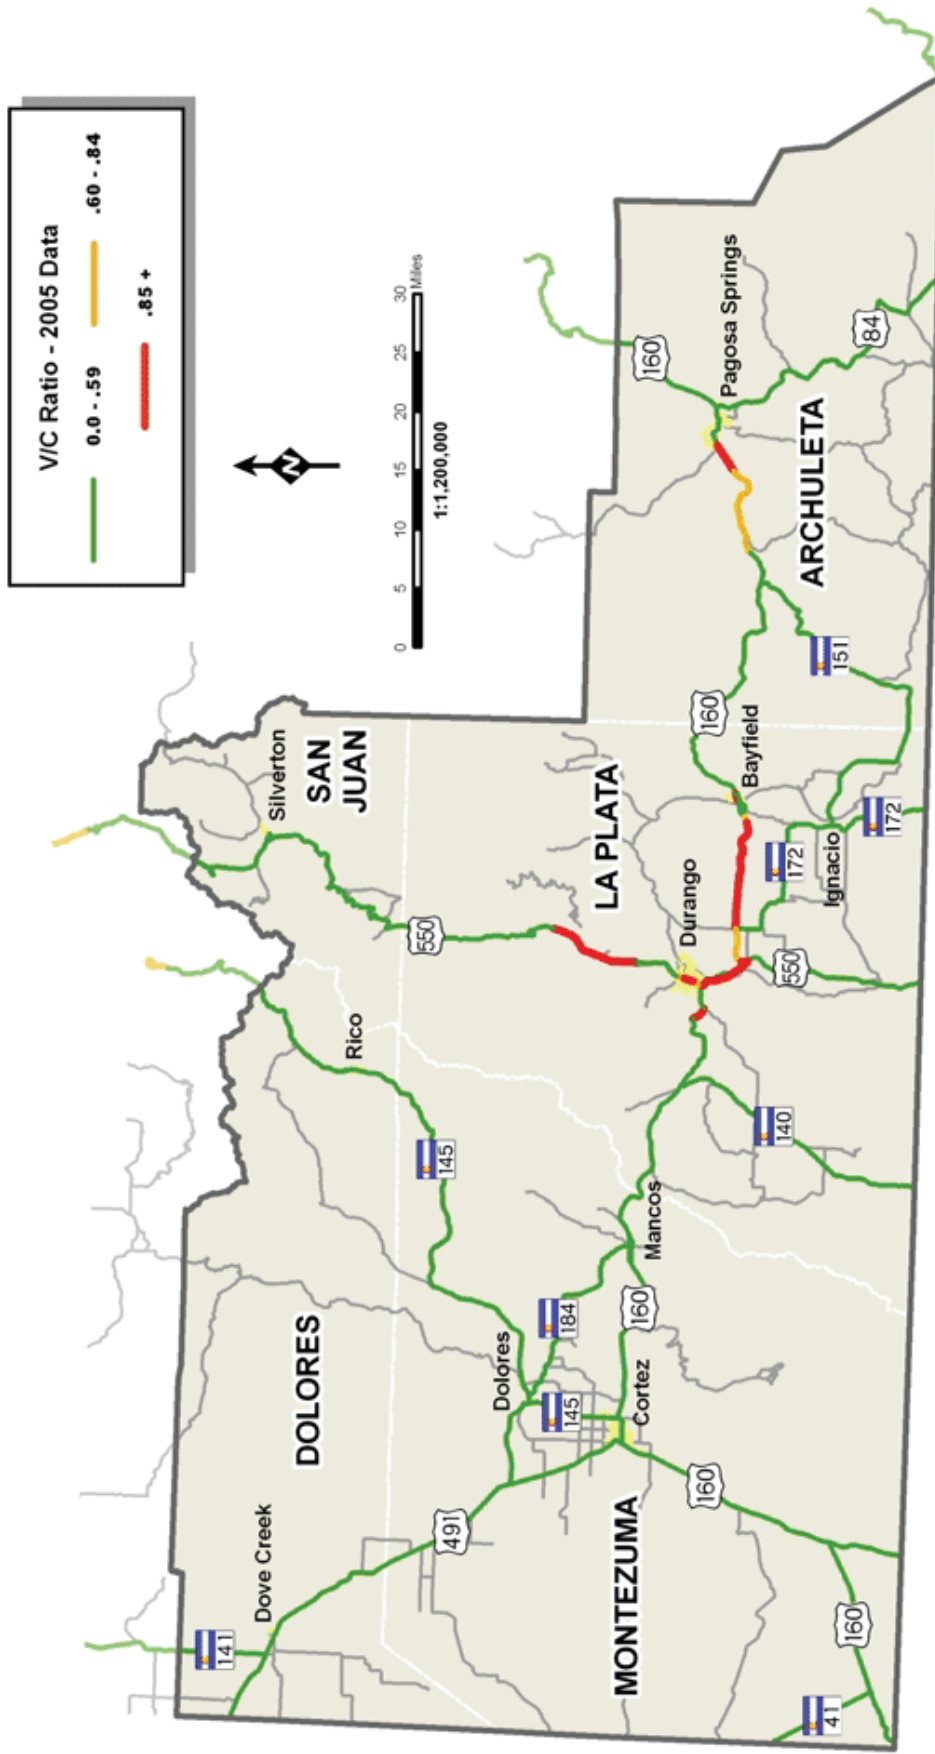 V/C Ratio - 2005 Data
0.0 - .59
.60 - .84
.85 +
N
0 5 10 15 20 25 30
Miles
1:1,200,000
Silverton
SAN
JUAN
550
Rico
145
DOLORES
Dove Creek
141
491
Dolores
184
145
Mancos
160
Cortez
MONTEZUMA
160
160
41
140
LA PLATA
Durango
550
172
Ignacio
172
Bayfield
160
151
ARCHULETA
160
Pagosa Springs
84